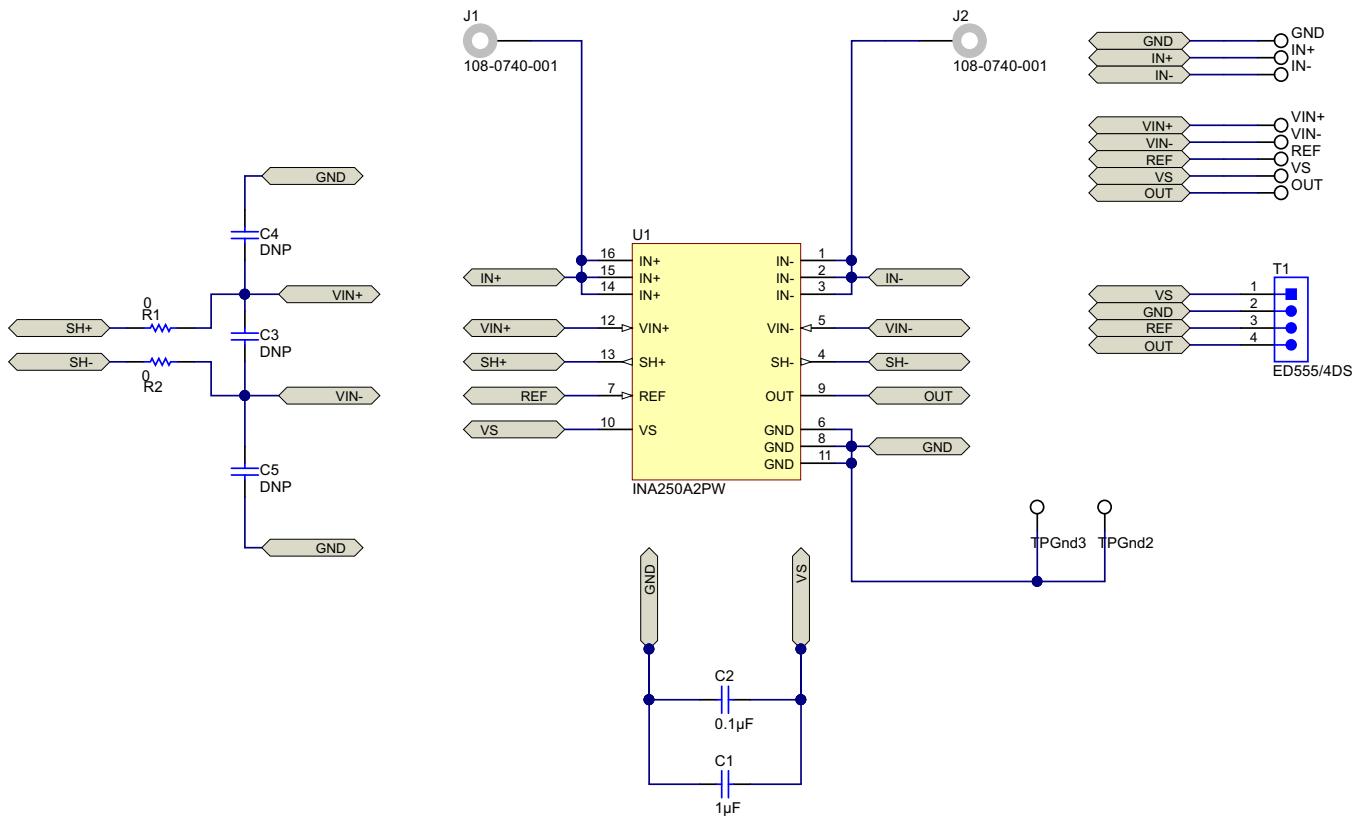 J1
108-0740-001
J2
108-0740-001
GND GND
IN+ IN+
IN- IN-
VIN+ VIN+
VIN- VIN-
REF REF
VS VS
OUT OUT
GND
C4
DNP
VIN+
0
R1
SH+
C3
DNP
SH-
0
R2
VIN-
C5
DNP
GND
U1
IN+ 16 IN+ IN- 1
15 IN+ IN- 2 IN-
14 IN+ IN- 3
VIN+ 12 VIN+ VIN- 5 VIN-
SH+ 13 SH+ SH- 4 SH-
REF 7 REF OUT 9 OUT
VS 10 VS GND 6
GND 8 GND
GND 11
INA250A2PW
T1
VS 1
GND 2
REF 3
OUT 4
ED555/4DS
TPGnd3
TPGnd2
GND
VS
C2
0.1µF
C1
1µF